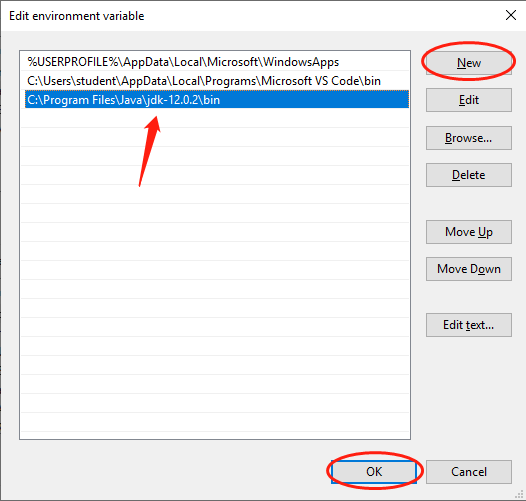 Edit environment variable
%USERPROFILE%\AppData\Local\Microsoft\WindowsApps
C:\Users\student\AppData\Local\Programs\Microsoft VS Code\bin
C:\Program Files\Java\jdk-12.0.2\bin
New
Edit
Browse...
Delete
Move Up
Move Down
Edit text...
OK
Cancel